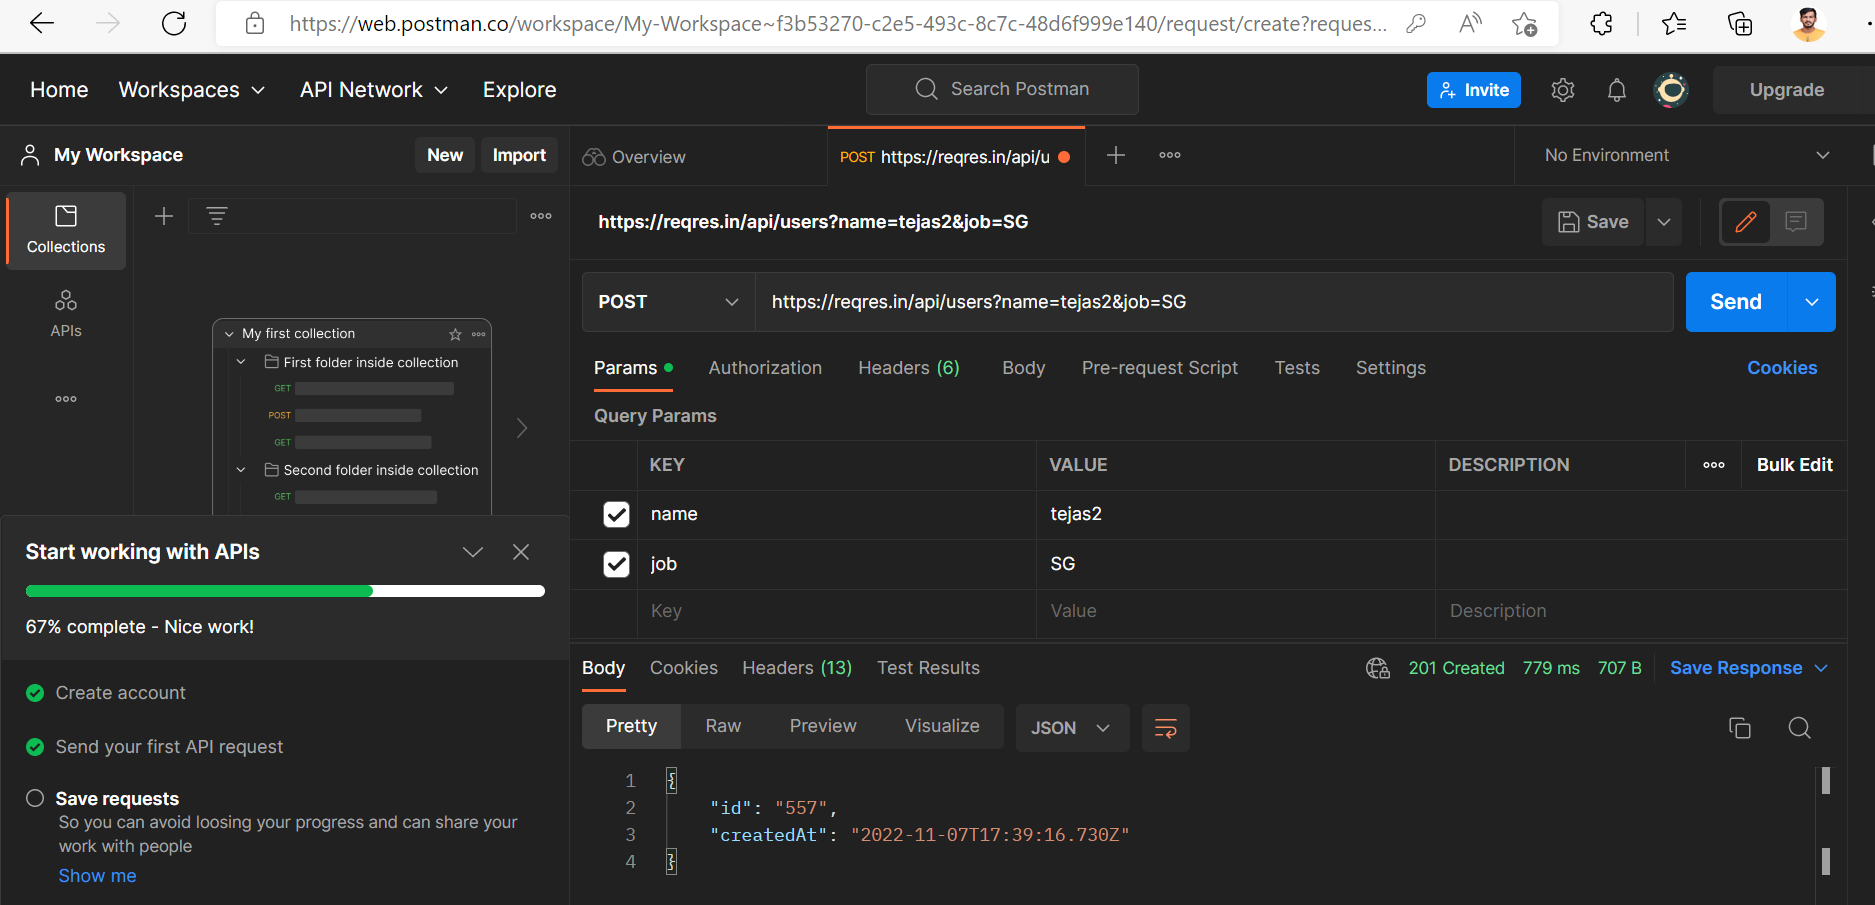 https://web.postman.co/workspace/My-Workspace~f3b53270-c2e5-493c-8c7c-48d6f999e140/request/create?reques...
Home Workspaces API Network Explore Search Postman Invite Upgrade
My Workspace New Import Overview POST https://reqres.in/api/u No Environment
Collections
APIs
My first collection
First folder inside collection
GET
POST
GET
Second folder inside collection
GET
Start working with APIs
67% complete - Nice work!
Create account
Send your first API request
Save requests
So you can avoid loosing your progress and can share your
work with people
Show me
https://reqres.in/api/users?name=tejas2&job=SG Save
POST https://reqres.in/api/users?name=tejas2&job=SG Send
Params Authorization Headers (6) Body Pre-request Script Tests Settings Cookies
Query Params
KEY VALUE DESCRIPTION Bulk Edit
name tejas2
job SG
Key Value Description
Body Cookies Headers (13) Test Results 201 Created 779 ms 707 B Save Response
Pretty Raw Preview Visualize JSON
1 {
2 "id": "557",
3 "createdAt": "2022-11-07T17:39:16.730Z"
4 }